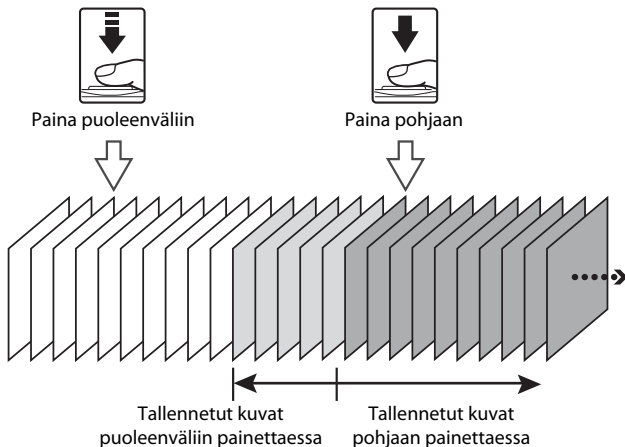 Paina puoleenväliin
Paina pohjaan
Tallennetut kuvat
puoleenväliin painettaessa
Tallennetut kuvat
pohjaan painettaessa